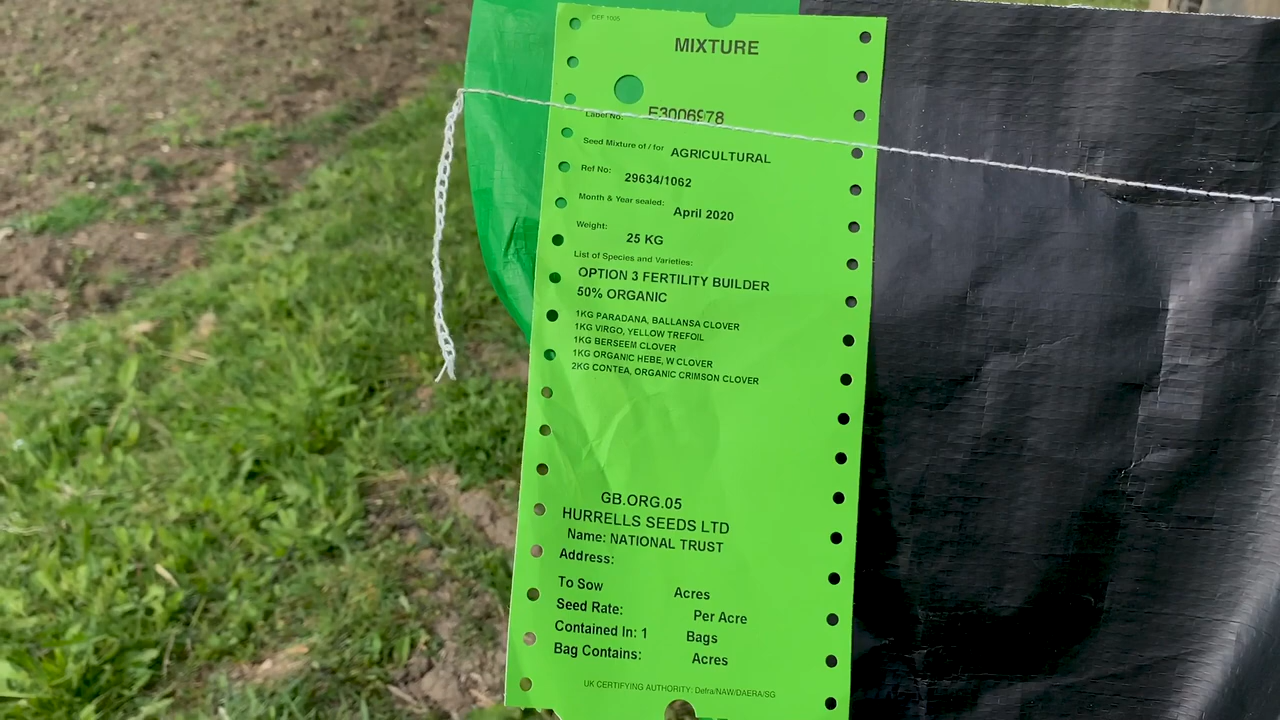 DEF 1005
MIXTURE
Label No: E3006978
Seed Mixture of / for AGRICULTURAL
Ref No: 29634/1062
Month & Year sealed: April 2020
Weight: 25 KG
List of Species and Varieties:
OPTION 3 FERTILITY BUILDER
50% ORGANIC
1KG PARADANA, BALLANSA CLOVER
1KG VIRGO, YELLOW TREFOIL
1KG BERSEEM CLOVER
1KG ORGANIC HEBE, W CLOVER
2KG CONTEA, ORGANIC CRIMSON CLOVER
GB.ORG.05
HURRELLS SEEDS LTD
Name: NATIONAL TRUST
Address:
To Sow Acres
Seed Rate: Per Acre
Contained In: 1 Bags
Bag Contains: Acres
UK CERTIFYING AUTHORITY: Defra/NAW/DAERA/SG